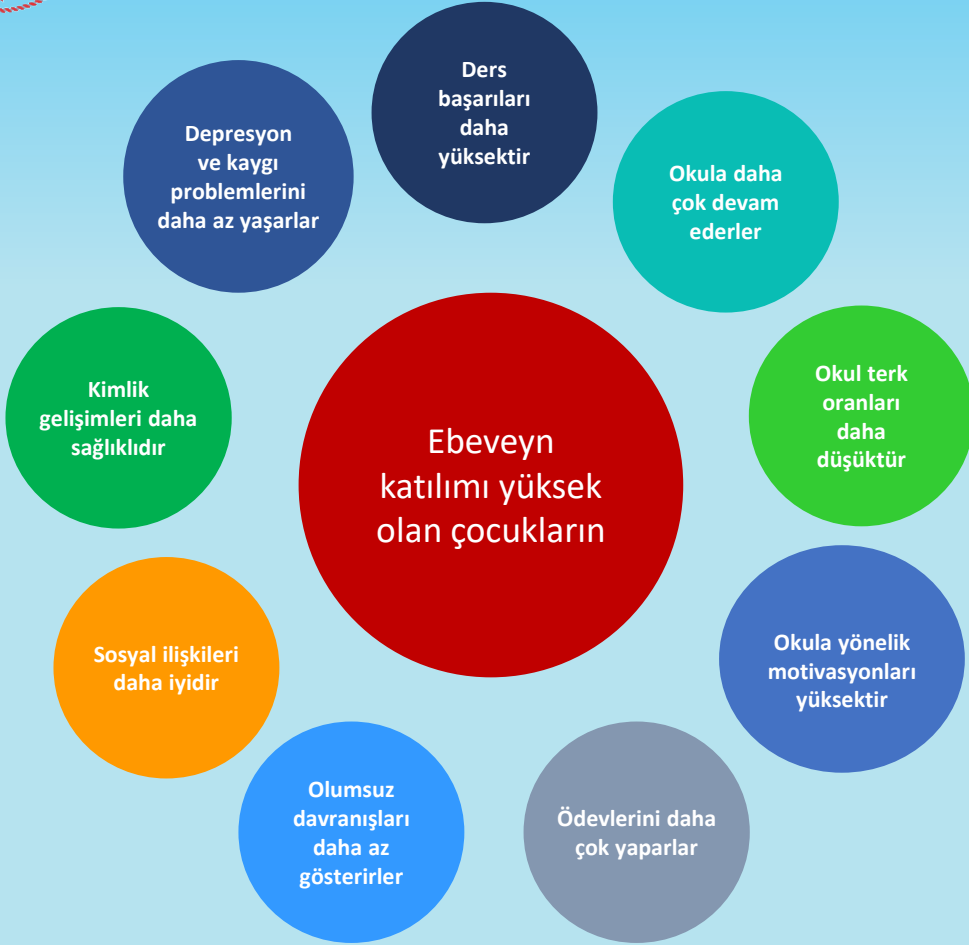 Ders
başarıları
daha
yüksektir
Okula daha
çok devam
ederler
Okul terk
oranları
daha
düşüktür
Okula yönelik
motivasyonları
yüksektir
Ödevlerini daha
çok yaparlar
Olumsuz
davranışları
daha az
gösterirler
Sosyal ilişkileri
daha iyidir
Kimlik
gelişimleri daha
sağlıklıdır
Depresyon
ve kaygı
problemlerini
daha az yaşarlar
Ebeveyn
katılımı yüksek
olan çocukların